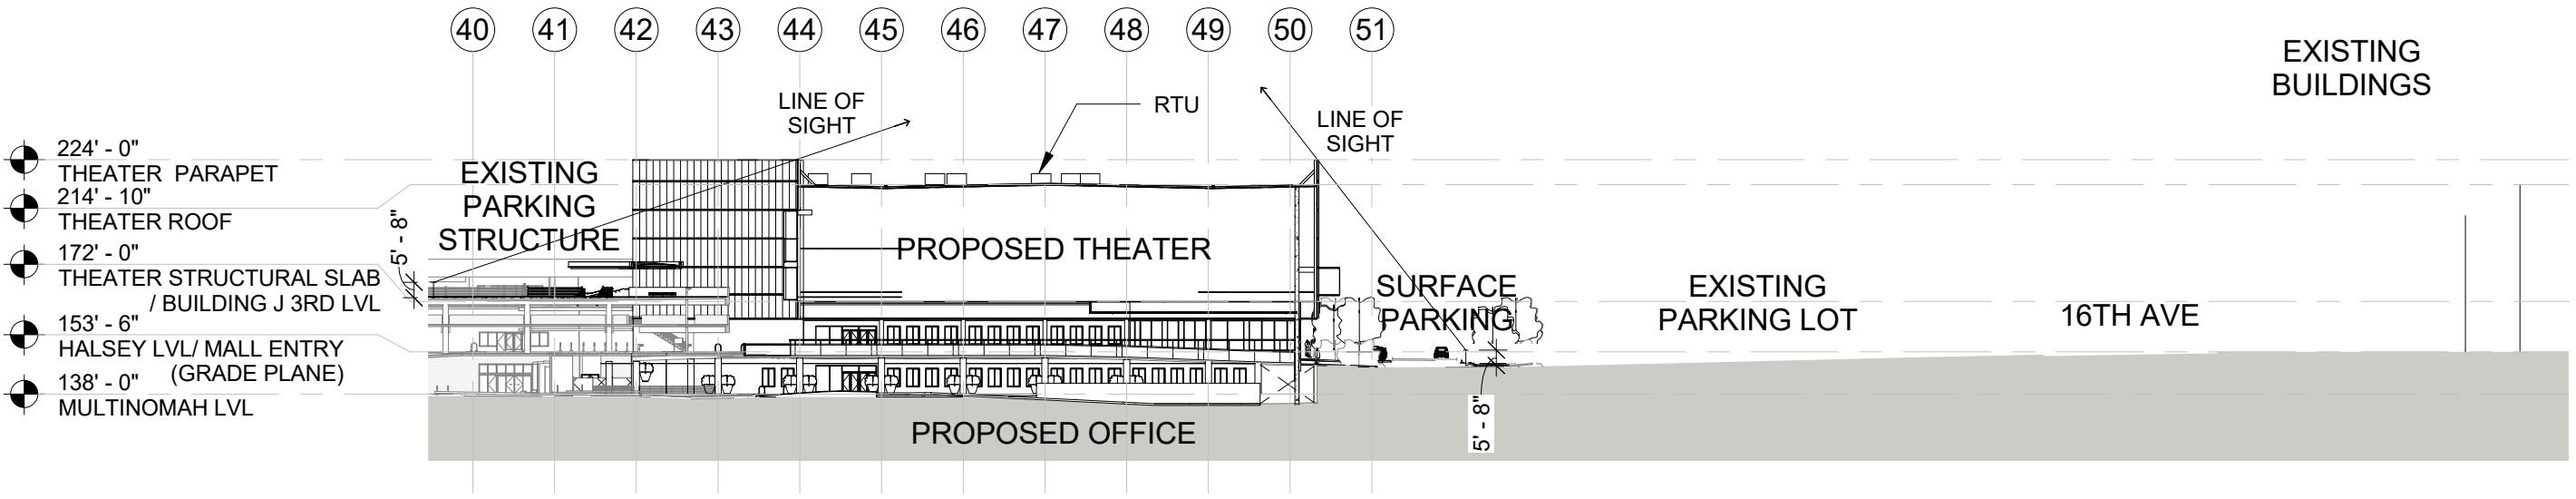 40 41 42 43 44 45 46 47 48 49 50 51
EXISTING
BUILDINGS
LINE OF
SIGHT
RTU
LINE OF
SIGHT
224' - 0"
THEATER PARAPET
214' - 10"
THEATER ROOF
172' - 0"
THEATER STRUCTURAL SLAB
/ BUILDING J 3RD LVL
153' - 6"
HALSEY LVL/ MALL ENTRY
(GRADE PLANE)
138' - 0"
MULTINOMAH LVL
5' - 8"
EXISTING
PARKING
STRUCTURE
PROPOSED THEATER
SURFACE
PARKING
EXISTING
PARKING LOT
16TH AVE
5' - 8"
PROPOSED OFFICE